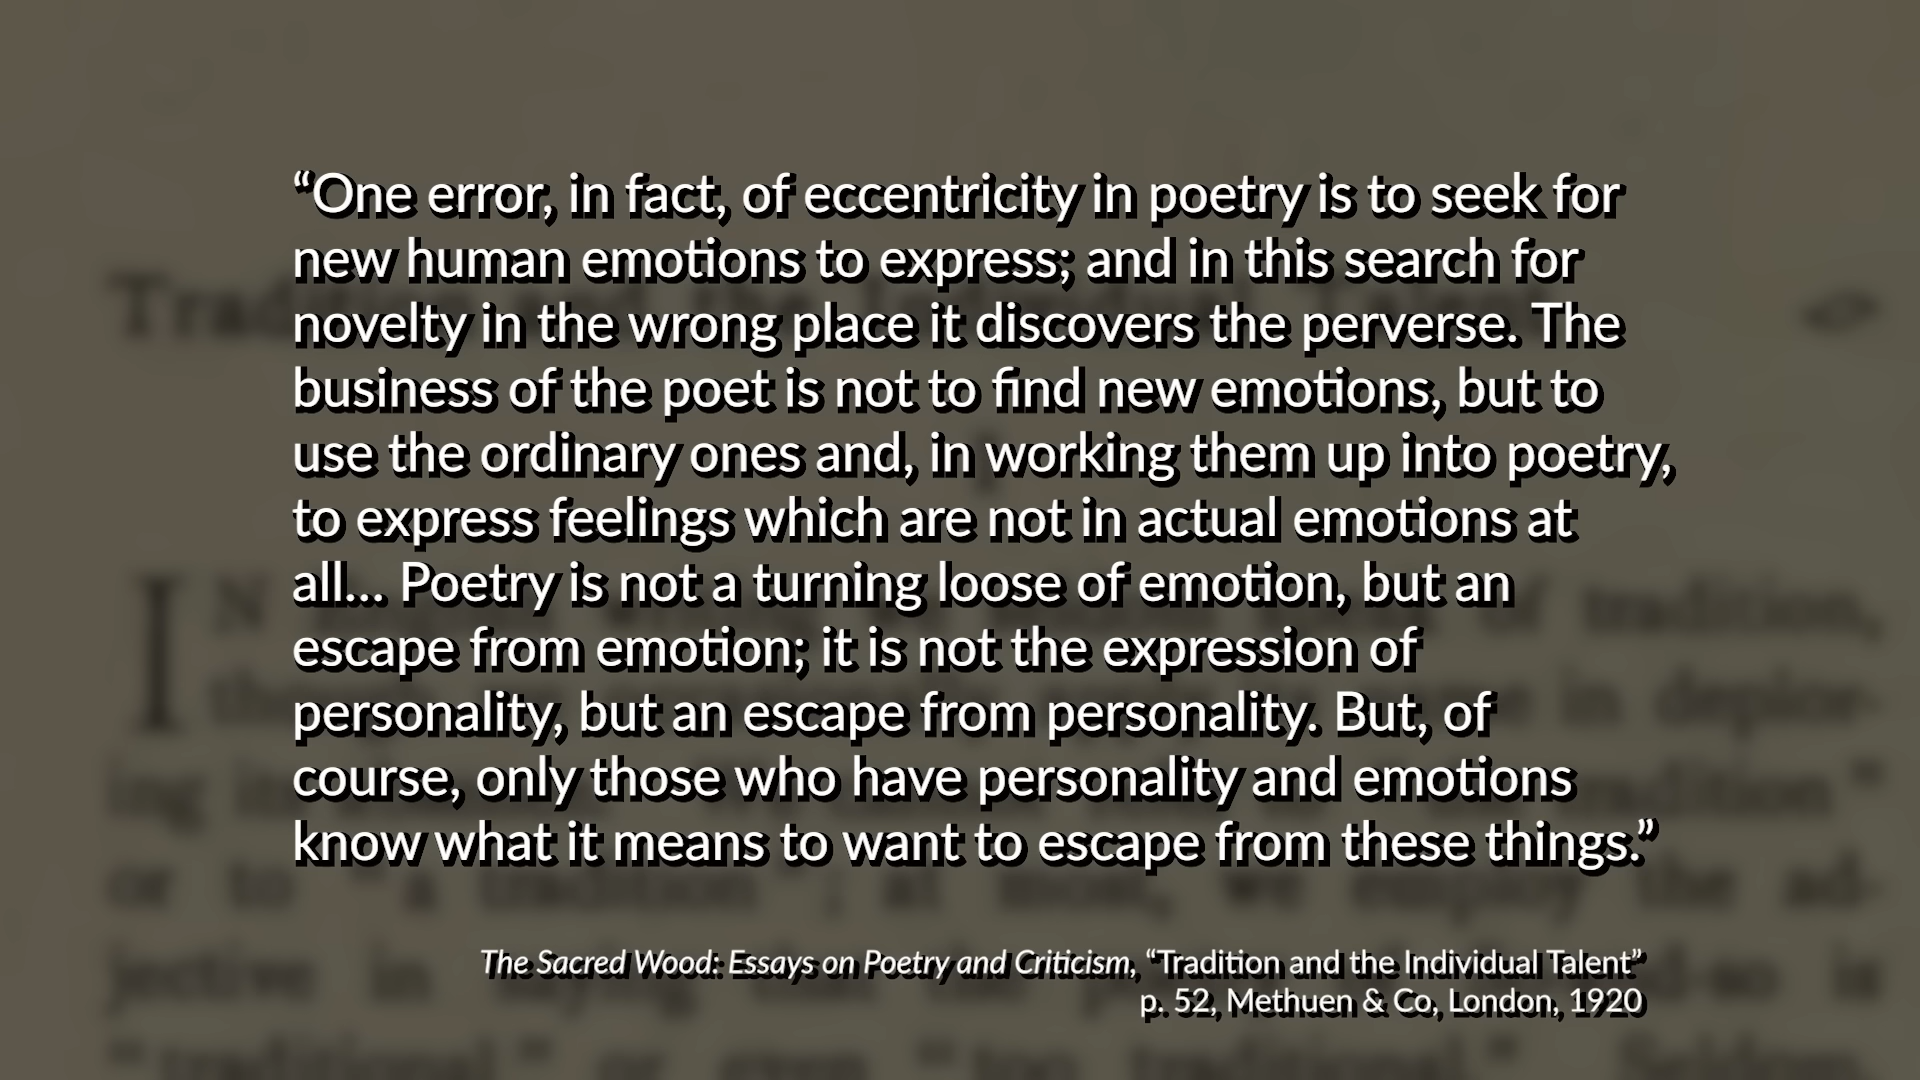 “One error, in fact, of eccentricity in poetry is to seek for
new human emotions to express; and in this search for
novelty in the wrong place it discovers the perverse. The
business of the poet is not to find new emotions, but to
use the ordinary ones and, in working them up into poetry,
to express feelings which are not in actual emotions at
all... Poetry is not a turning loose of emotion, but an
escape from emotion; it is not the expression of
personality, but an escape from personality. But, of
course, only those who have personality and emotions
know what it means to want to escape from these things.”
The Sacred Wood: Essays on Poetry and Criticism, “Tradition and the Individual Talent”
p. 52, Methuen & Co, London, 1920